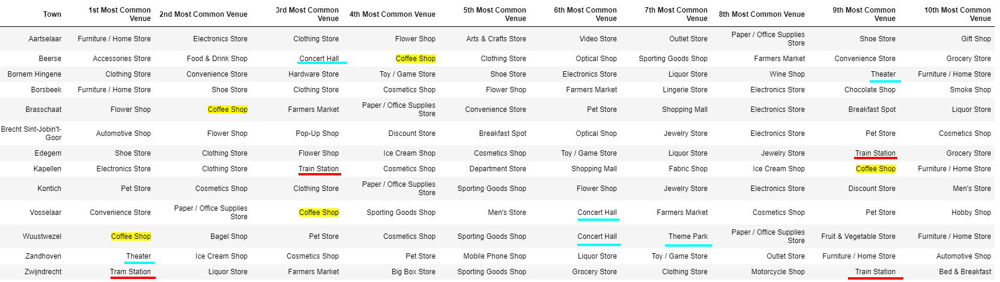 Town 1st Most Common Venue 2nd Most Common Venue 3rd Most Common Venue 4th Most Common Venue 5th Most Common Venue 6th Most Common Venue 7th Most Common Venue 8th Most Common Venue 9th Most Common Venue 10th Most Common Venue
Aartselaar Furniture / Home Store Electronics Store Clothing Store Flower Shop Arts & Crafts Store Video Store Outlet Store Paper / Office Supplies Store Shoe Store Gift Shop
Beerse Accessories Store Food & Drink Shop Concert Hall Coffee Shop Clothing Store Optical Shop Sporting Goods Shop Farmers Market Convenience Store Grocery Store
Bornem Hingene Clothing Store Convenience Store Hardware Store Toy / Game Store Shoe Store Electronics Store Liquor Store Wine Shop Theater Furniture / Home Store
Borsbeek Furniture / Home Store Shoe Store Clothing Store Cosmetics Shop Flower Shop Farmers Market Lingerie Store Electronics Store Chocolate Shop Smoke Shop
Brasschaat Flower Shop Coffee Shop Farmers Market Paper / Office Supplies Store Convenience Store Pet Store Shopping Mall Electronics Store Breakfast Spot Liquor Store
Brecht Sint-Jobin't-Goor Automotive Shop Flower Shop Pop-Up Shop Discount Store Breakfast Spot Optical Shop Jewelry Store Electronics Store Pet Store Cosmetics Shop
Edegem Shoe Store Clothing Store Flower Shop Ice Cream Shop Cosmetics Shop Toy / Game Store Liquor Store Jewelry Store Train Station Grocery Store
Kapellen Electronics Store Clothing Store Train Station Cosmetics Shop Department Store Shopping Mall Fabric Shop Ice Cream Shop Coffee Shop Furniture / Home Store
Kontich Pet Store Cosmetics Shop Clothing Store Paper / Office Supplies Store Sporting Goods Shop Flower Shop Jewelry Store Electronics Store Discount Store Men's Store
Vosselaar Convenience Store Paper / Office Supplies Store Coffee Shop Sporting Goods Shop Men's Store Concert Hall Farmers Market Cosmetics Shop Pet Store Hobby Shop
Wuustwezel Coffee Shop Bagel Shop Pet Store Cosmetics Shop Sporting Goods Shop Concert Hall Theme Park Paper / Office Supplies Store Fruit & Vegetable Store Furniture / Home Store
Zandhoven Theater Ice Cream Shop Cosmetics Shop Pet Store Mobile Phone Shop Liquor Store Toy / Game Store Outlet Store Furniture / Home Store Automotive Shop
Zwijndrecht Tram Station Liquor Store Farmers Market Big Box Store Sporting Goods Shop Grocery Store Clothing Store Motorcycle Shop Train Station Bed & Breakfast